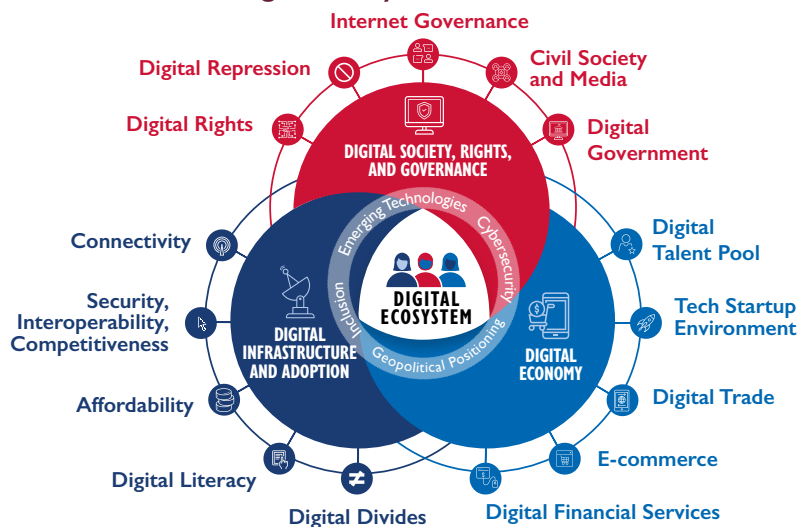 Internet Governance
Digital Repression
Civil Society
and Media
Digital Rights
Digital
Government
DIGITAL SOCIETY, RIGHTS,
AND GOVERNANCE
Emerging Technologies
Cybersecurity
Connectivity
Digital
Talent Pool
DIGITAL
ECOSYSTEM
Security,
Interoperability,
Competitiveness
Tech Startup
Environment
Inclusion
Geopolitical Positioning
DIGITAL
INFRASTRUCTURE
AND ADOPTION
DIGITAL
ECONOMY
Affordability
Digital Trade
Digital Literacy
E-commerce
Digital Divides
Digital Financial Services